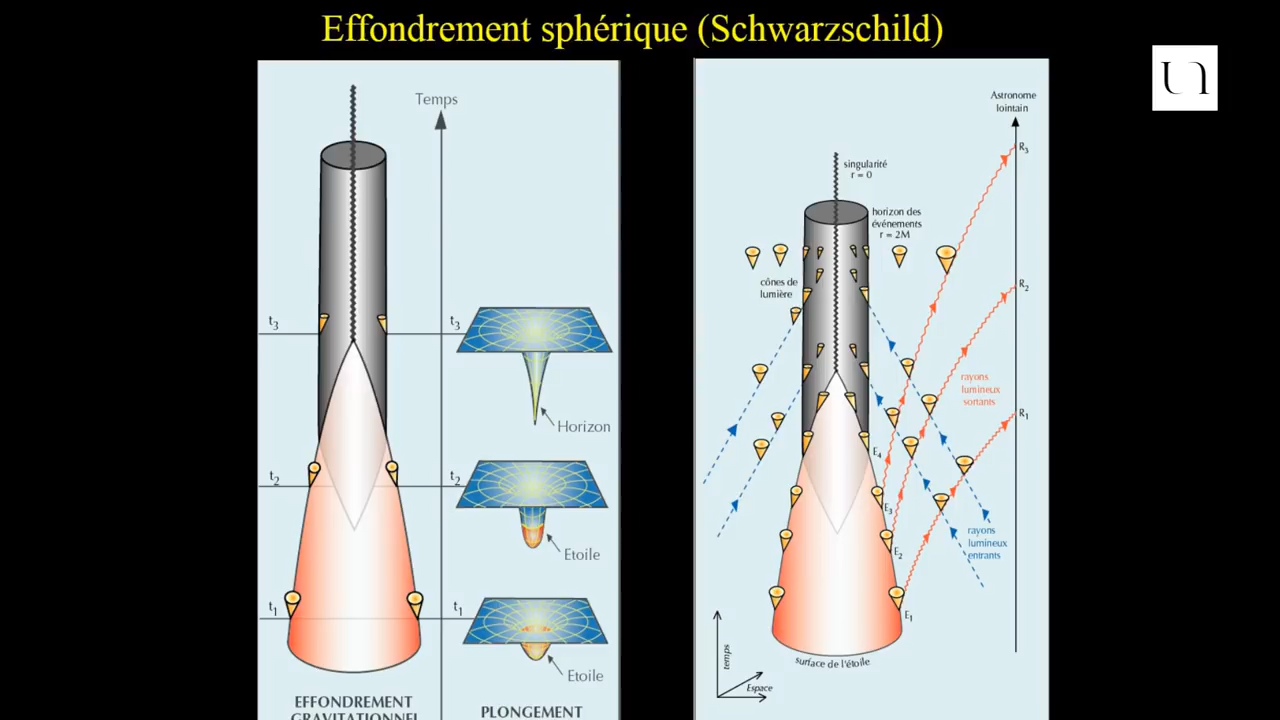 Effondrement sphérique (Schwarzschild)
Temps
t3
t3
Horizon
t2
t2
Etoile
t1
t1
Etoile
EFFONDREMENT
GRAVITATIONNEL
PLONGEMENT
Astronome
lointain
R3
singularité
r = 0
horizon des
événements
r = 2M
cônes de
lumière
R2
rayons
lumineux
sortants
R1
E4
E3
rayons
lumineux
entrants
E2
E1
surface de l'étoile
temps
Espace